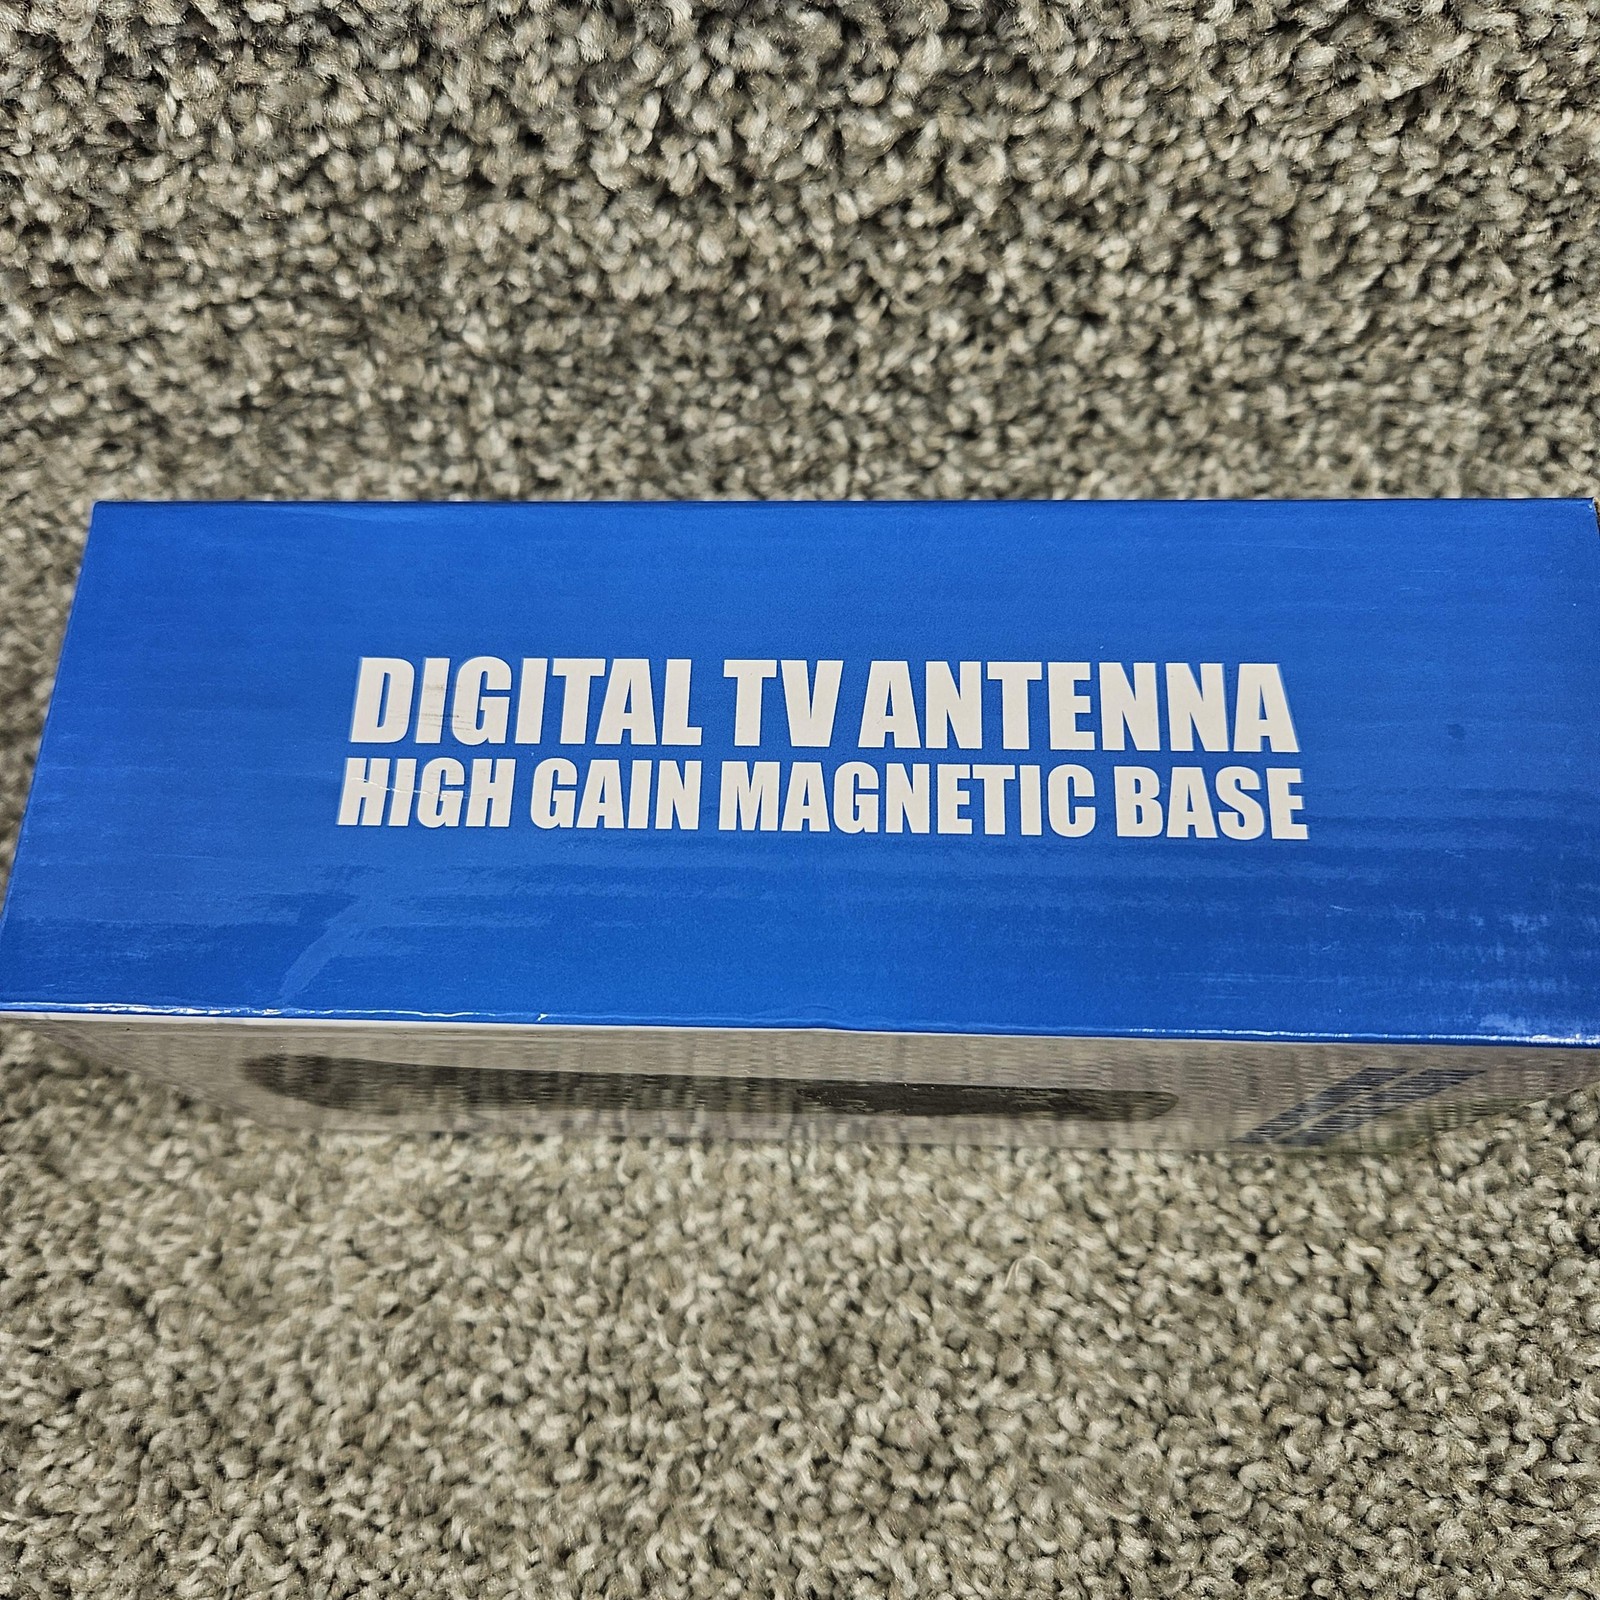 DIGITAL TV ANTENNA
HIGH GAIN MAGNETIC BASE